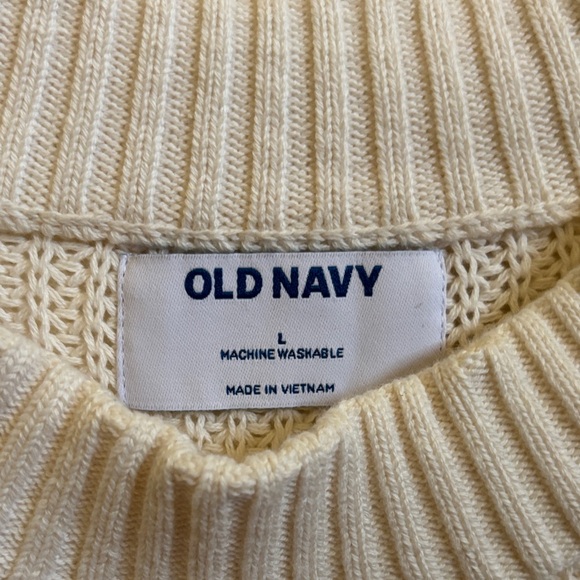 OLD NAVY
L
MACHINE WASHABLE
MADE IN VIETNAM